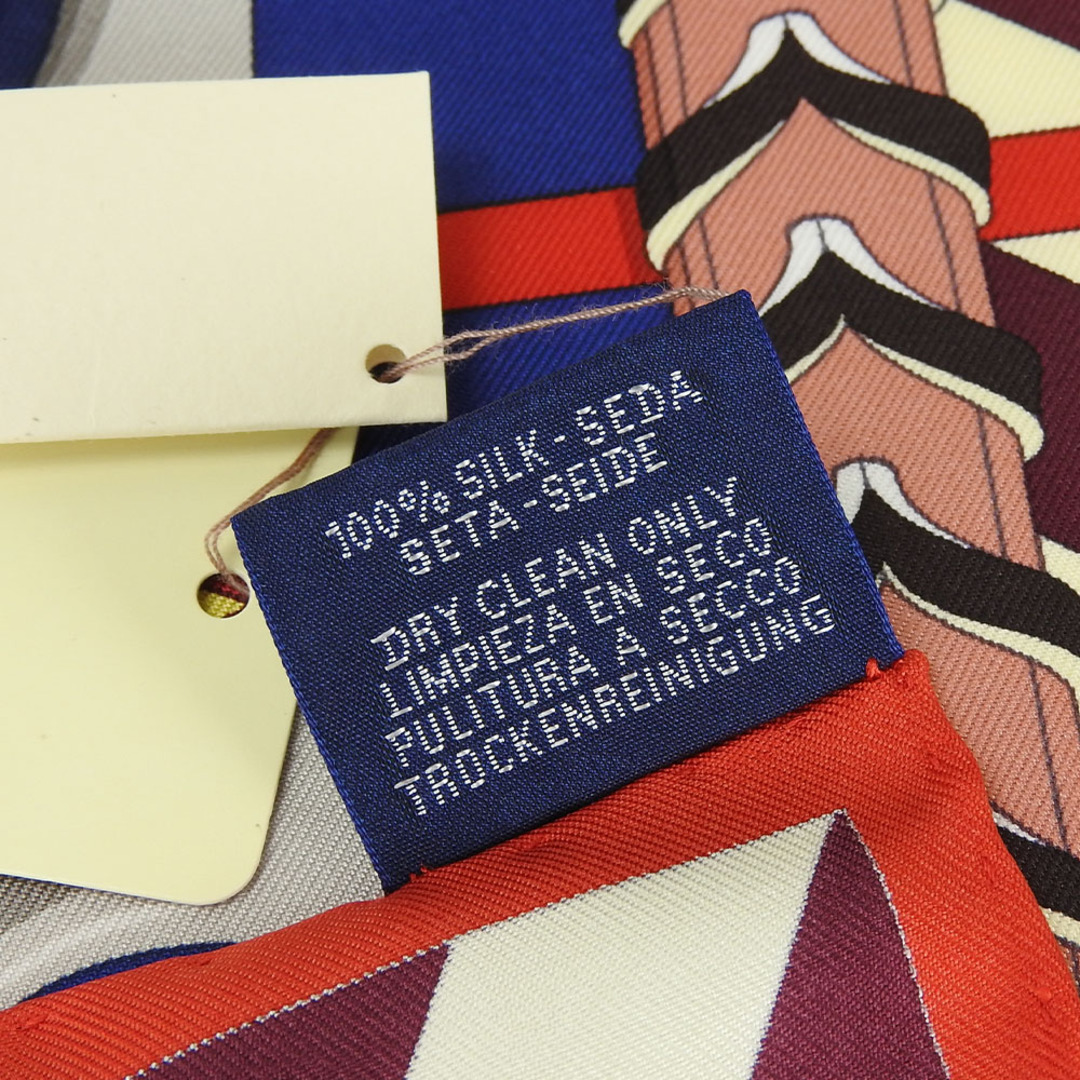 100% SILK-SEDA
SETA-SEIDE
DRY CLEAN ONLY
LIMPIEZA EN SECO
PULITURA A SECCO
TROCKENREINIGUNG